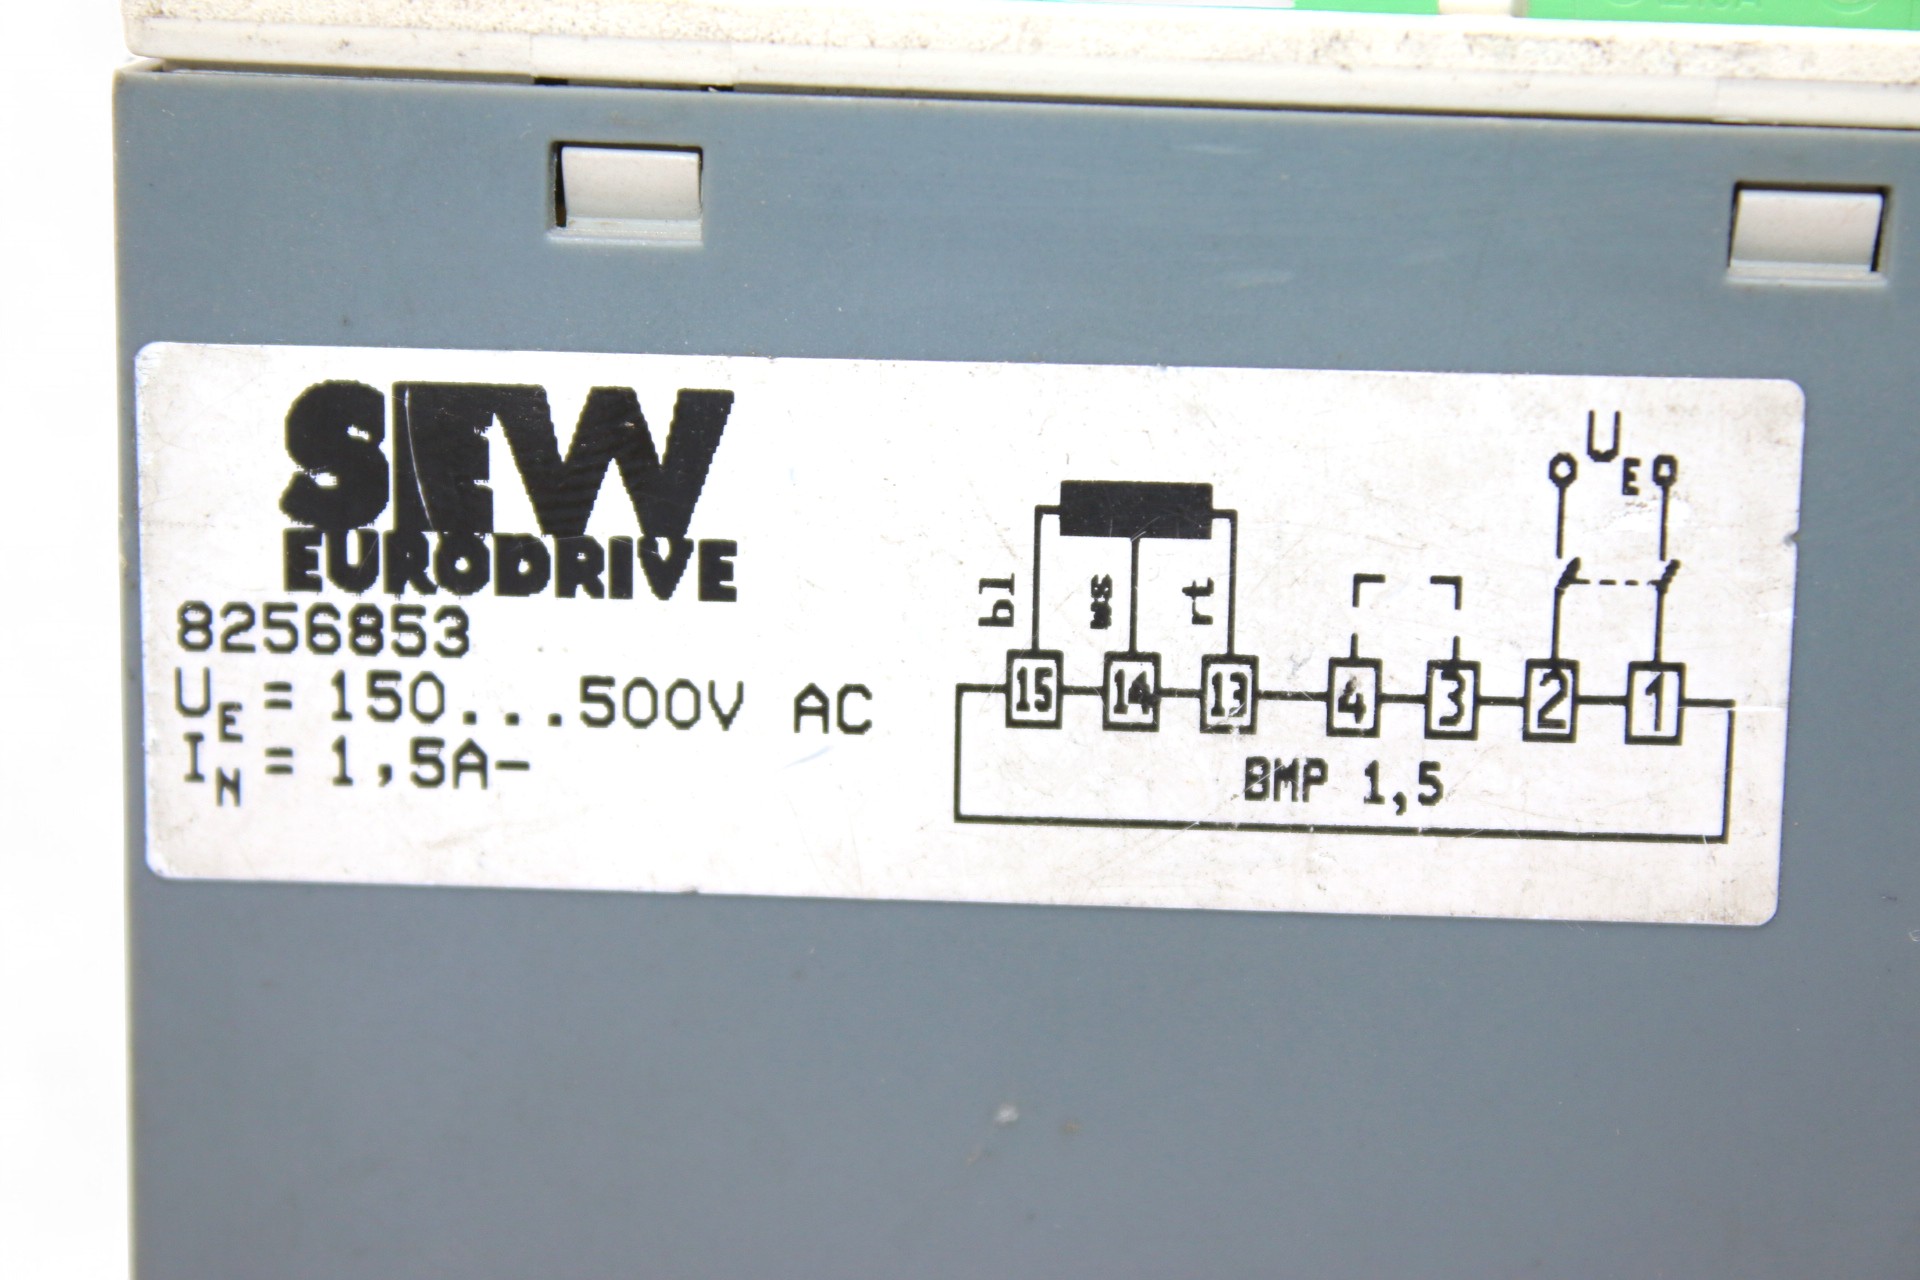 SEW
EURODRIVE
8256853
UE = 150...500V AC
IN = 1,5A-
UE
bl ws rt
15 14 13 4 3 2 1
BMP 1,5